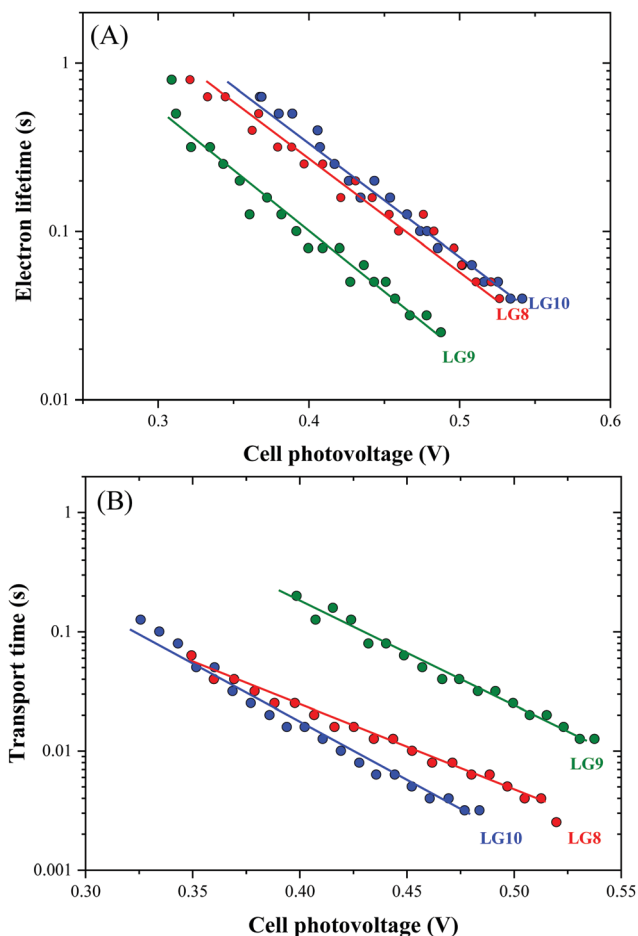 (A)
1
0.1
0.01
Electron lifetime (s)
LG10
LG8
LG9
0.3 0.4 0.5 0.6
Cell photovoltage (V)
(B)
1
0.1
0.01
0.001
Transport time (s)
LG9
LG10
LG8
0.30 0.35 0.40 0.45 0.50 0.55
Cell photovoltage (V)